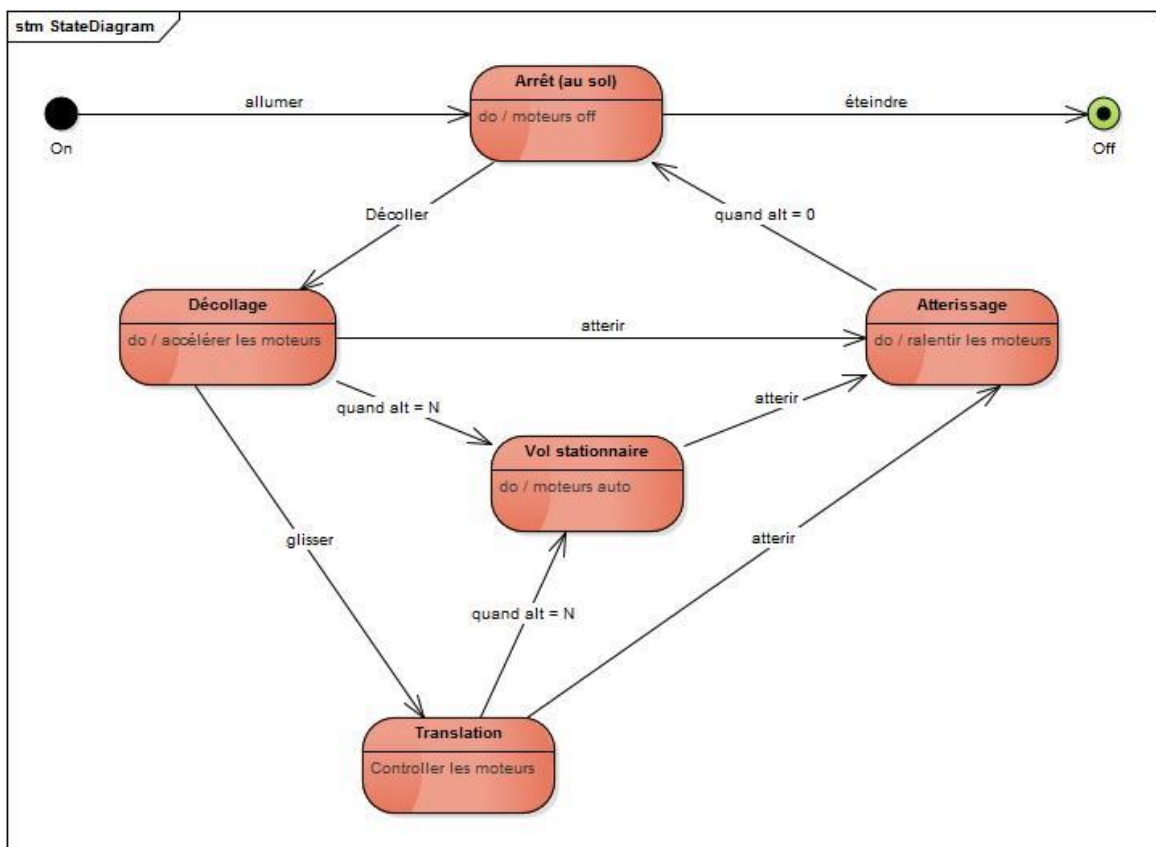 stm StateDiagram
Arrêt (au sol)
allumer
do / moteurs off
éteindre
On
Off
Décoller
quand alt = 0
Décollage
Atterissage
do / accélérer les moteurs
atterir
do / ralentir les moteurs
quand alt = N
atterir
Vol stationnaire
do / moteurs auto
glisser
atterir
quand alt = N
Translation
Controller les moteurs